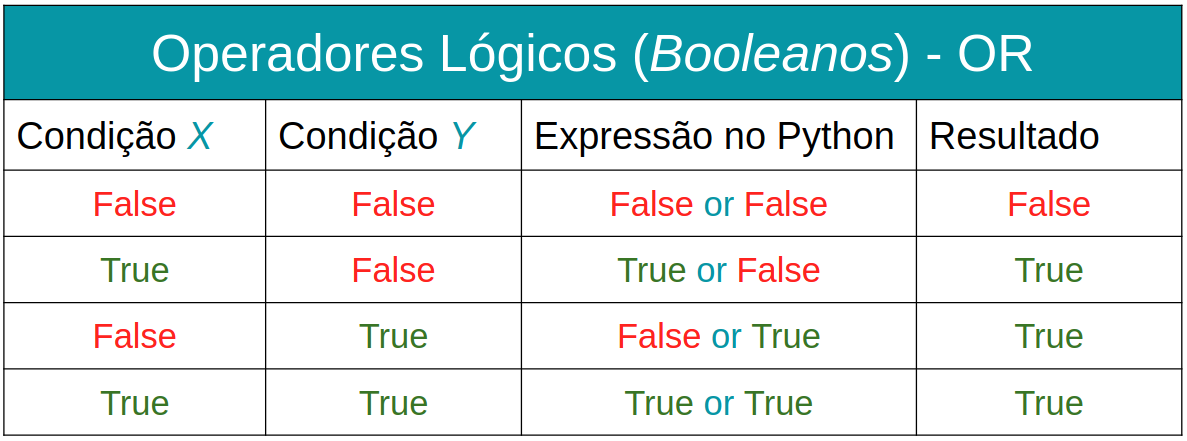 Operadores Lógicos (Booleanos) - OR
Condição X Condição Y Expressão no Python Resultado
False False False or False False
True False True or False True
False True False or True True
True True True or True True